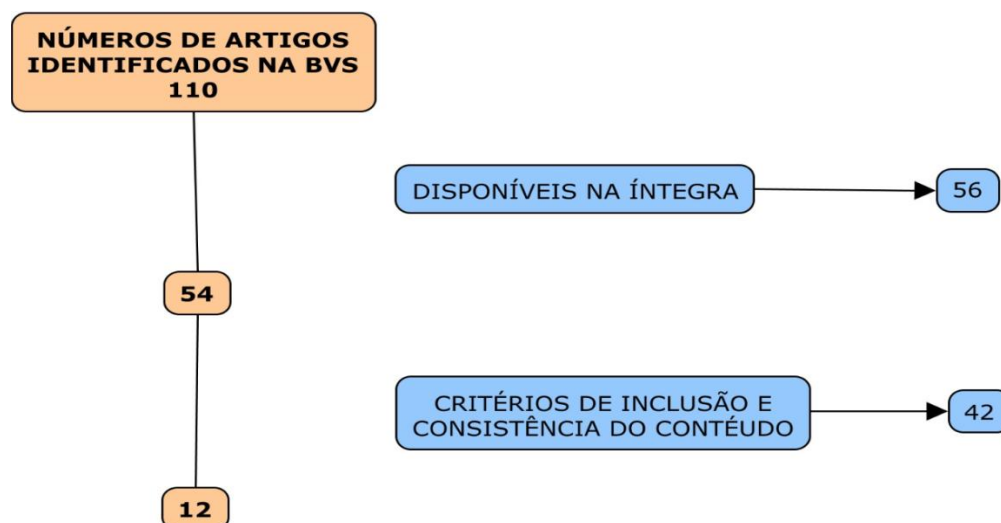 NÚMEROS DE ARTIGOS
IDENTIFICADOS NA BVS
110
DISPONÍVEIS NA ÍNTEGRA
56
54
CRITÉRIOS DE INCLUSÃO E
CONSISTÊNCIA DO CONTÉUDO
42
12